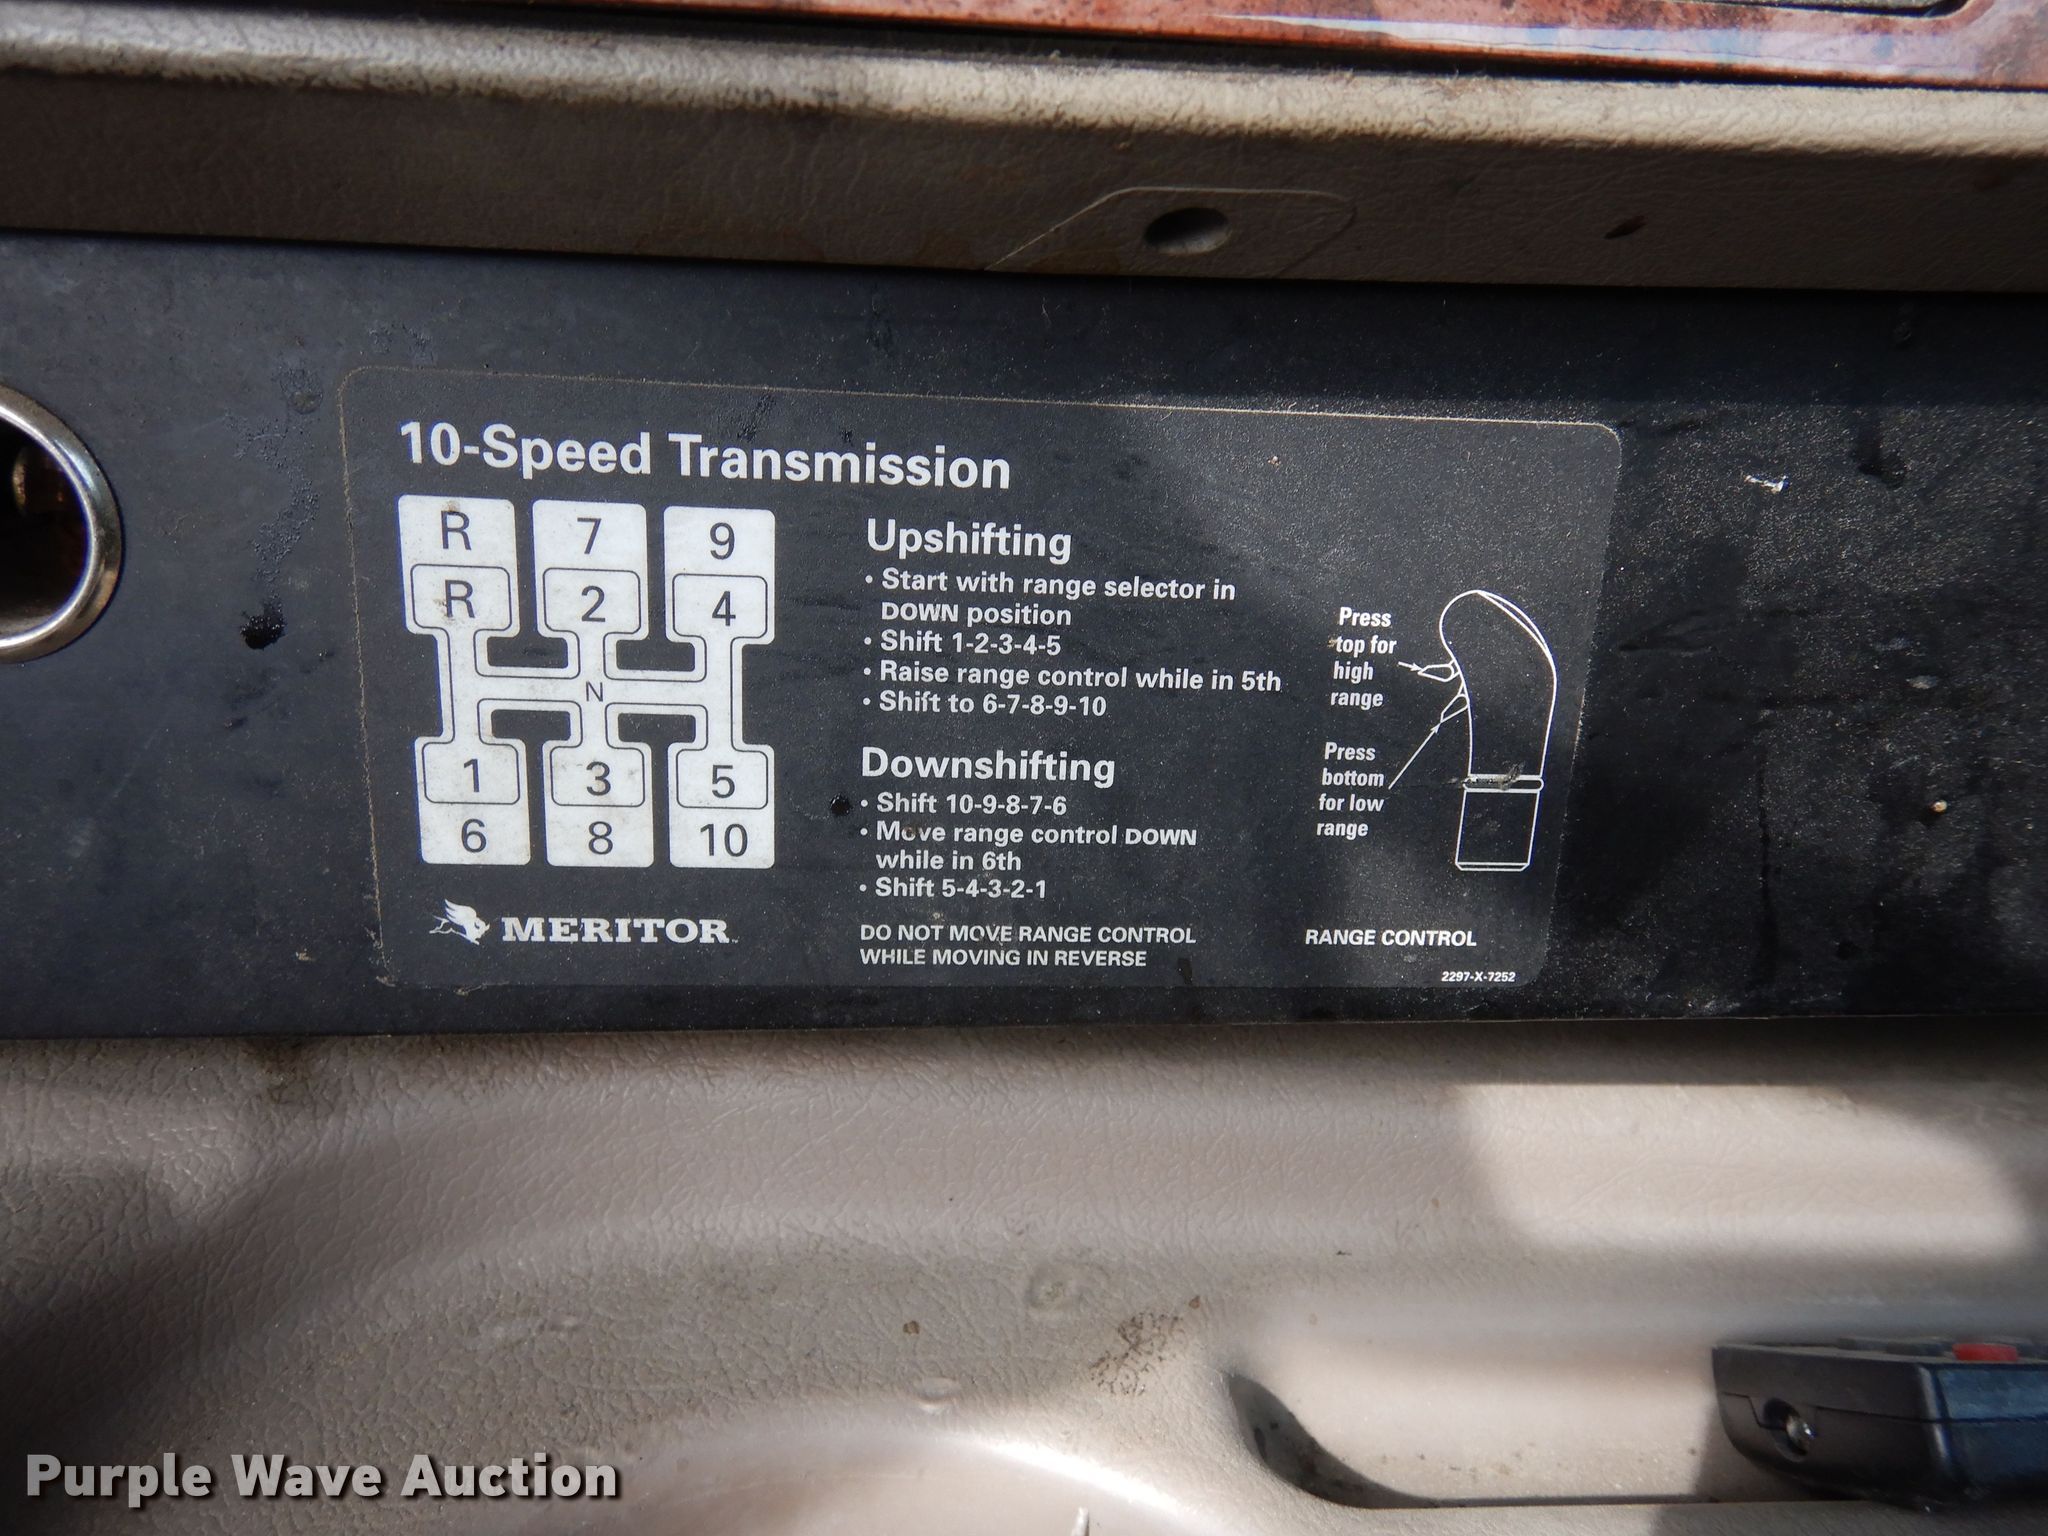 10-Speed Transmission
R 7 9
R 2 4
N
1 3 5
6 8 10
MERITOR
Upshifting
• Start with range selector in
DOWN position
• Shift 1-2-3-4-5
• Raise range control while in 5th
• Shift to 6-7-8-9-10
Downshifting
• Shift 10-9-8-7-6
• Move range control DOWN
while in 6th
• Shift 5-4-3-2-1
DO NOT MOVE RANGE CONTROL
WHILE MOVING IN REVERSE
Press
top for
high
range
Press
bottom
for low
range
RANGE CONTROL
2297-X-7252
Purple Wave Auction